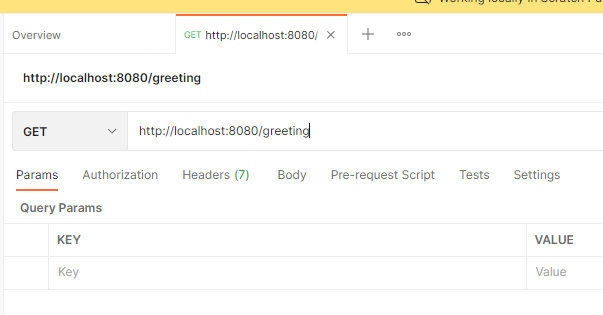 Working locally in Scratch
Overview
GET http://localhost:8080/
http://localhost:8080/greeting
GET http://localhost:8080/greeting
Params Authorization Headers (7) Body Pre-request Script Tests Settings
Query Params
KEY VALUE
Key Value